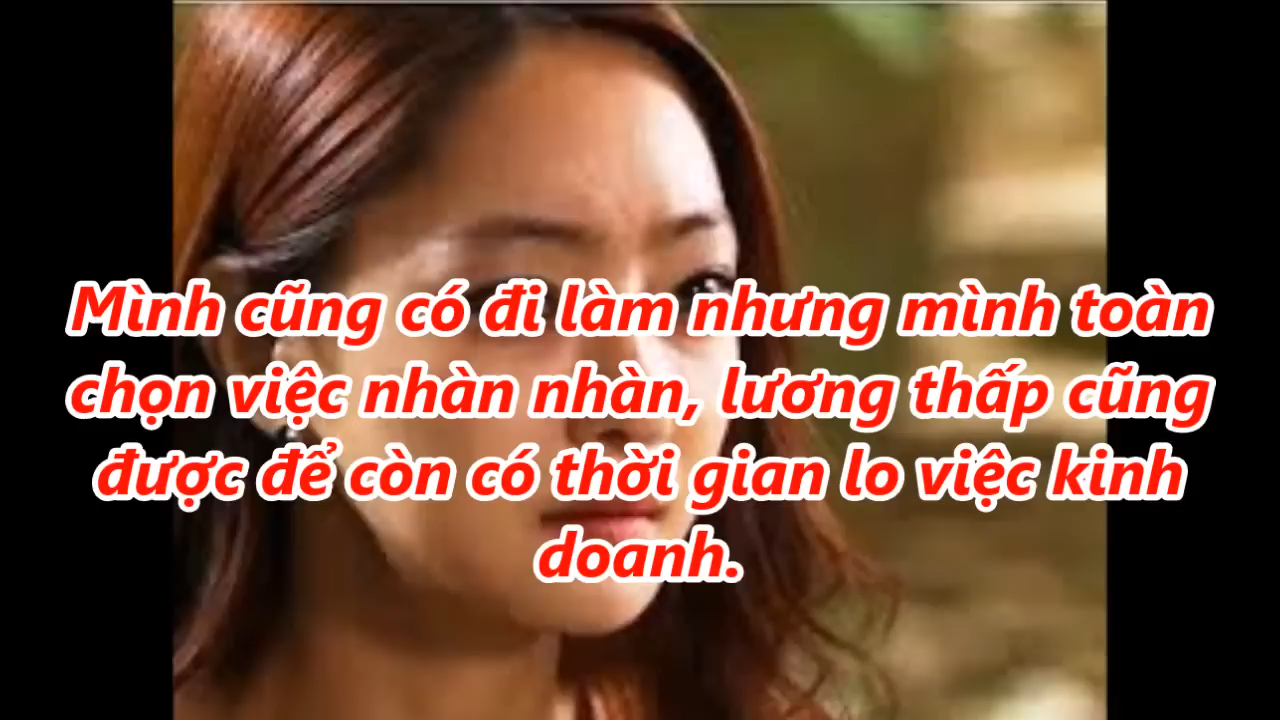 Mình cũng có đi làm nhưng mình toàn
chọn việc nhàn nhàn, lương thấp cũng
được để còn có thời gian lo việc kinh
doanh.